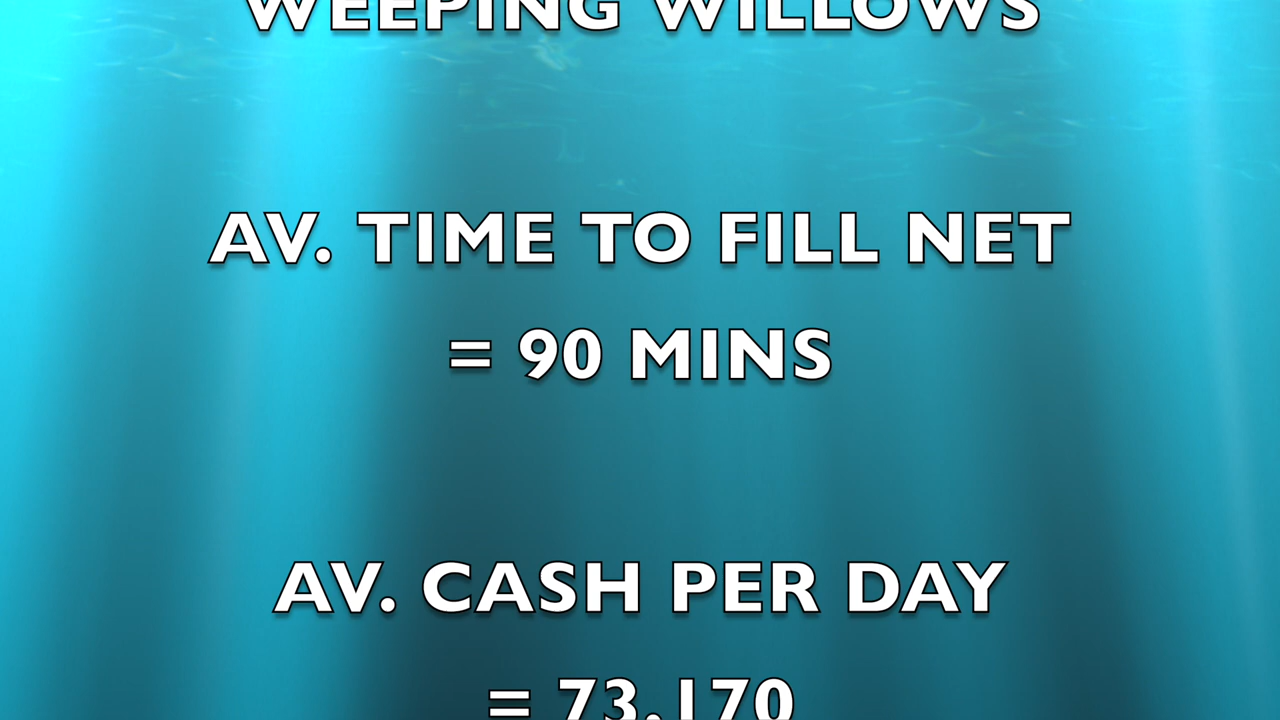 WEEPING WILLOWS
AV. TIME TO FILL NET
= 90 MINS
AV. CASH PER DAY
= 73,170